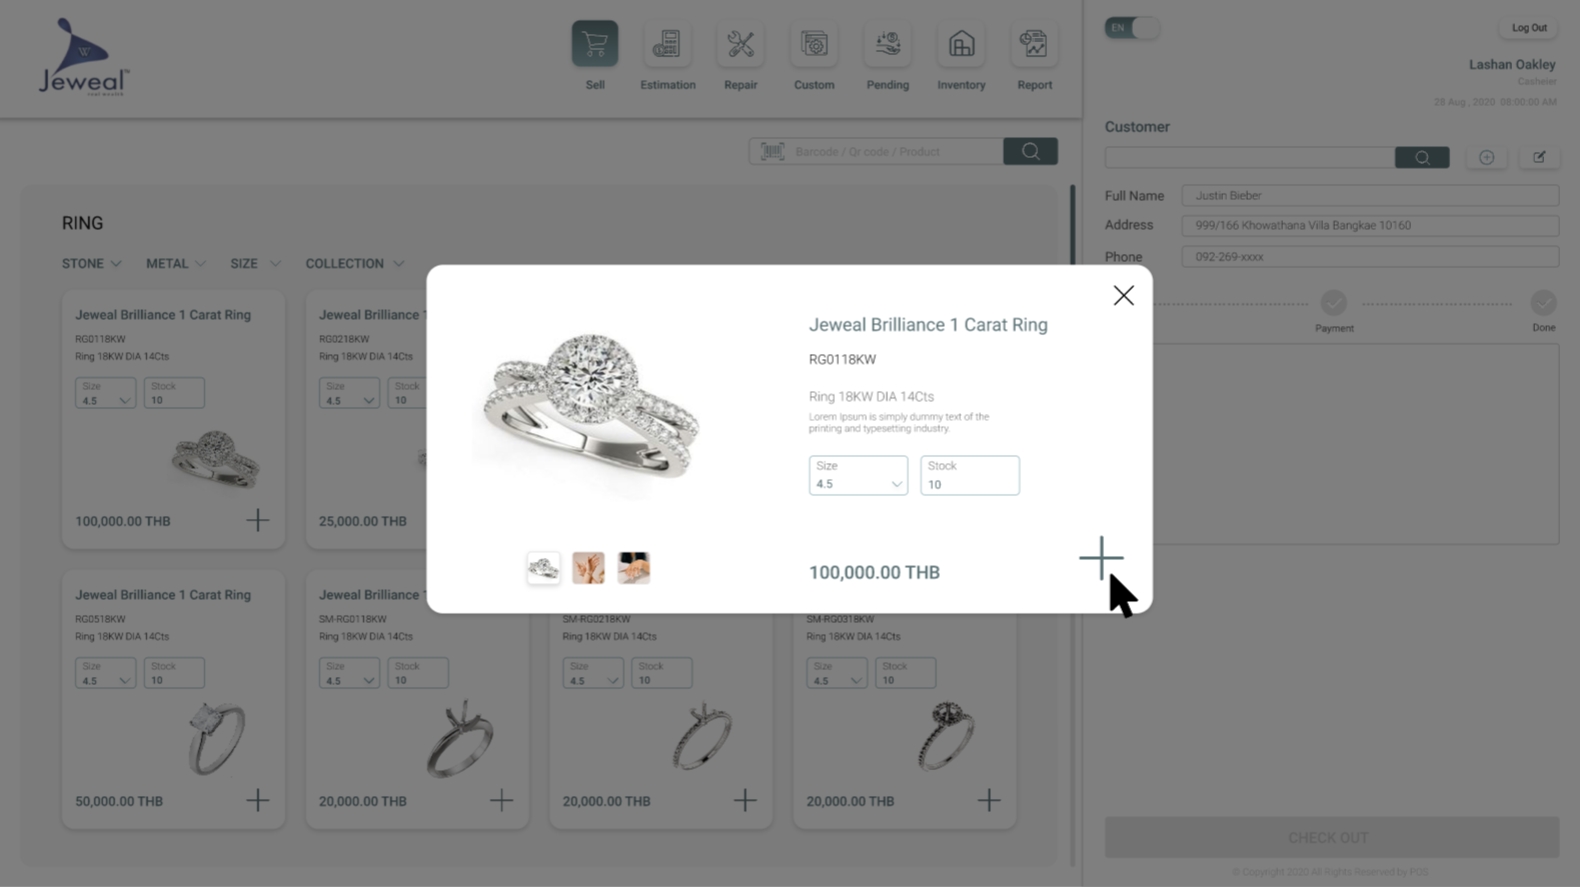 Jeweal™
Sell
Estimation
Repair
Custom
Pending
Inventory
Report
EN
Log Out
Lashan Oakley
Casheier
28 Aug , 2020 08:00:00 AM
Barcode / Qr code / Product
Customer
Full Name
Justin Bieber
Address
999/166 Khowathana Villa Bangkae 10160
Phone
092-269-xxxx
Payment
Done
RING
STONE
METAL
SIZE
COLLECTION
Jeweal Brilliance 1 Carat Ring
RG0118KW
Ring 18KW DIA 14Cts
Size
4.5
Stock
10
100,000.00 THB
Jeweal Brilliance 1
RG0218KW
Ring 18KW DIA 14Cts
Size
4.5
Stock
10
25,000.00 THB
Jeweal Brilliance 1 Carat Ring
RG0118KW
Ring 18KW DIA 14Cts
Lorem Ipsum is simply dummy text of the
printing and typesetting industry.
Size
4.5
Stock
10
100,000.00 THB
Jeweal Brilliance 1 Carat Ring
RG0518KW
Ring 18KW DIA 14Cts
Size
4.5
Stock
10
50,000.00 THB
Jeweal Brilliance 1
SM-RG0118KW
Ring 18KW DIA 14Cts
Size
4.5
Stock
10
20,000.00 THB
SM-RG0218KW
Ring 18KW DIA 14Cts
Size
4.5
Stock
10
20,000.00 THB
SM-RG0318KW
Ring 18KW DIA 14Cts
Size
4.5
Stock
10
20,000.00 THB
CHECK OUT
© Copyright 2020 All Rights Reserved by POS